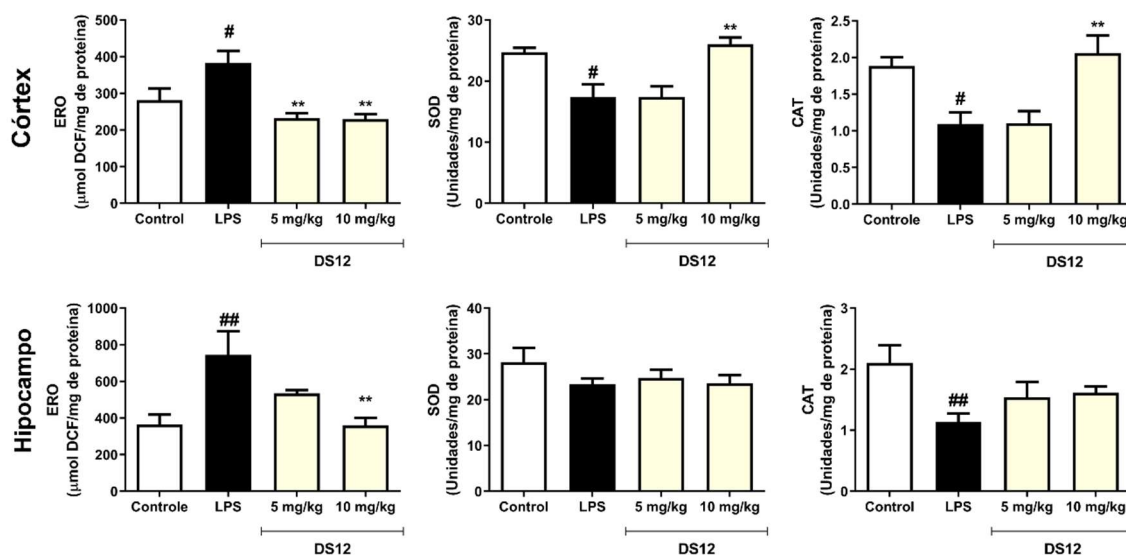 Córtex
ERO
(µmol DCF/mg de proteína)
500
400
300
200
100
0
#
**
**
Control
LPS
5 mg/kg
10 mg/kg
DS12
SOD
(Unidades/mg de proteína)
30
20
10
0
#
**
Controle
LPS
5 mg/kg
10 mg/kg
DS12
CAT
(Unidades/mg de proteína)
2.5
2.0
1.5
1.0
0.5
0.0
#
**
Controle
LPS
5 mg/kg
10 mg/kg
DS12
Hipocampo
ERO
(µmol DCF/mg de proteína)
1000
800
600
400
200
0
##
**
Controle
LPS
5 mg/kg
10 mg/kg
DS12
SOD
(Unidades/mg de proteína)
40
30
20
10
0
Controle
LPS
5 mg/kg
10 mg/kg
DS12
CAT
(Unidades/mg de proteína)
3
2
1
0
##
Control
LPS
5 mg/kg
10 mg/kg
DS12